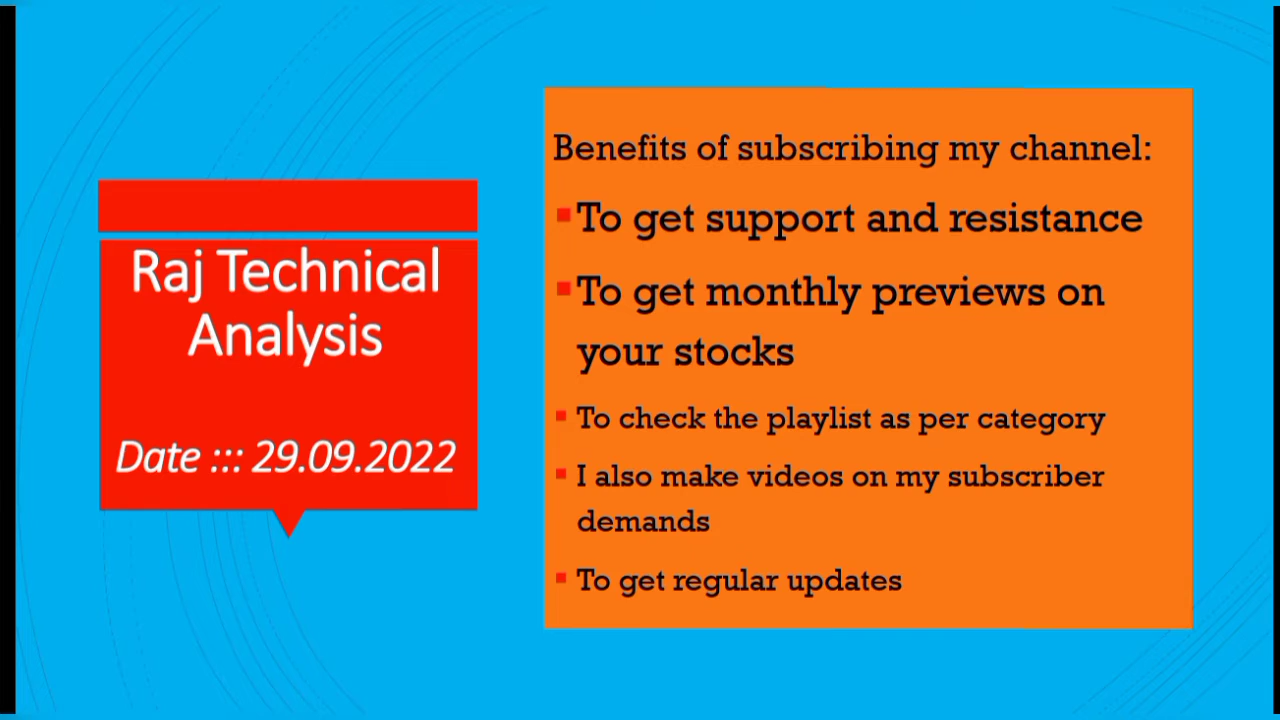 Raj Technical
Analysis
Date ::: 29.09.2022
Benefits of subscribing my channel:
To get support and resistance
To get monthly previews on
your stocks
To check the playlist as per category
I also make videos on my subscriber
demands
To get regular updates